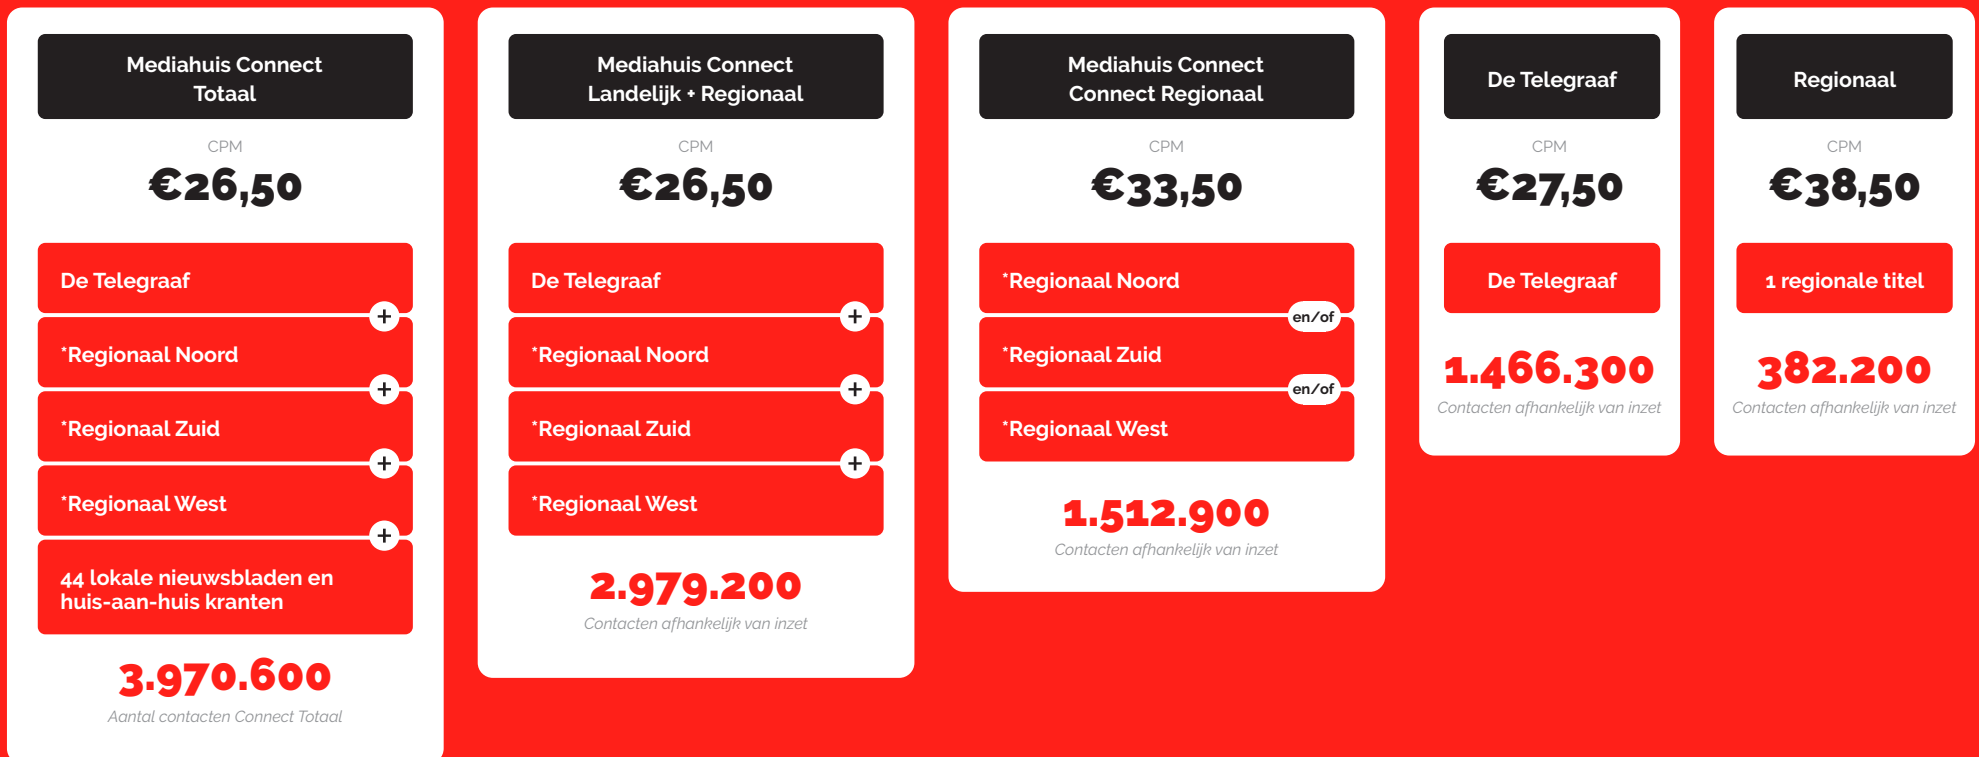 Mediahuis Connect
Totaal
CPM
€26,50
De Telegraaf
+
*Regionaal Noord
+
*Regionaal Zuid
+
*Regionaal West
+
44 lokale nieuwsbladen en
huis-aan-huis kranten
3.970.600
Aantal contacten Connect Totaal
Mediahuis Connect
Landelijk + Regionaal
CPM
€26,50
De Telegraaf
+
*Regionaal Noord
+
*Regionaal Zuid
+
*Regionaal West
2.979.200
Contacten afhankelijk van inzet
Mediahuis Connect
Connect Regionaal
CPM
€33,50
*Regionaal Noord
en/of
*Regionaal Zuid
en/of
*Regionaal West
1.512.900
Contacten afhankelijk van inzet
De Telegraaf
CPM
€27,50
De Telegraaf
1.466.300
Contacten afhankelijk van inzet
Regionaal
CPM
€38,50
1 regionale titel
382.200
Contacten afhankelijk van inzet